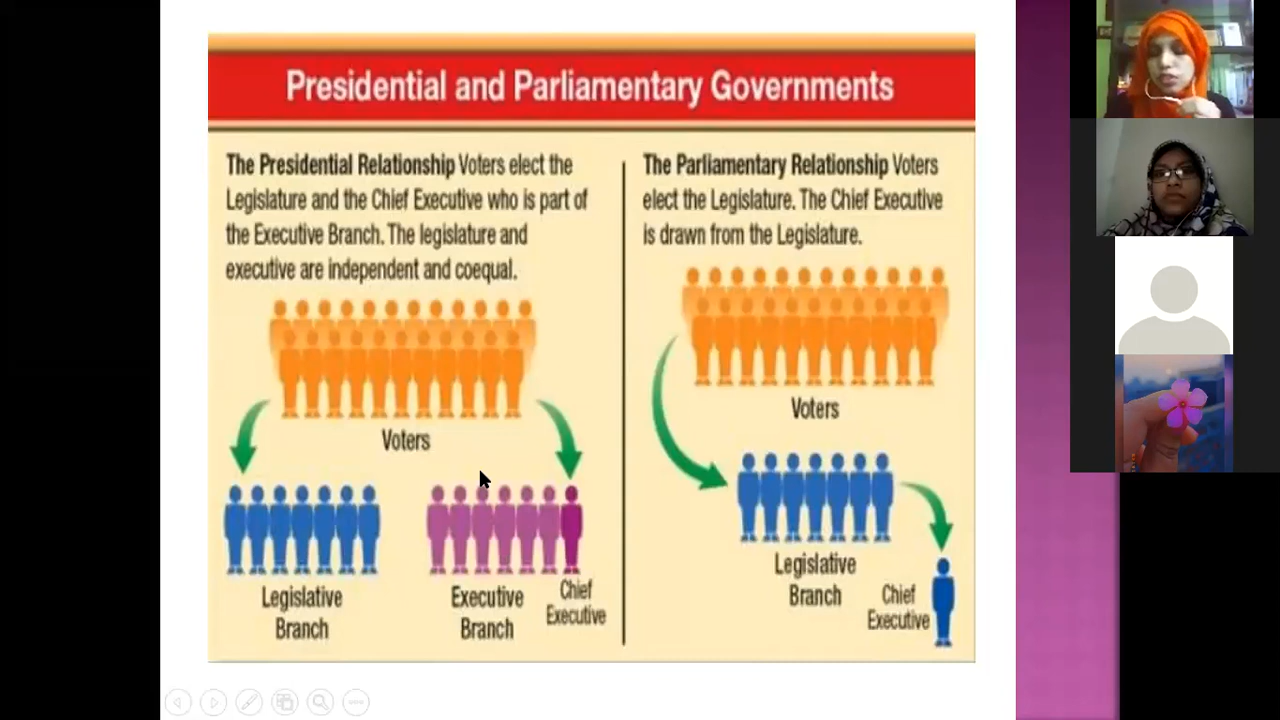 Presidential and Parliamentary Governments
The Presidential Relationship Voters elect the
Legislature and the Chief Executive who is part of
the Executive Branch. The legislature and
executive are independent and coequal.
Voters
Legislative
Branch
Executive
Branch
Chief
Executive
The Parliamentary Relationship Voters
elect the Legislature. The Chief Executive
is drawn from the Legislature.
Voters
Legislative
Branch
Chief
Executive